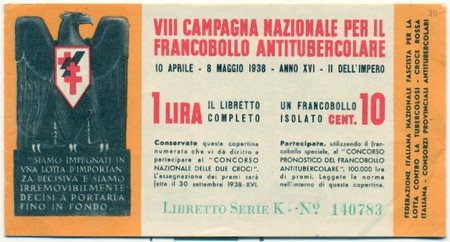 VIII CAMPAGNA NAZIONALE PER IL
FRANCOBOLLO ANTITUBERCOLARE
10 APRILE - 8 MAGGIO 1938 - ANNO XVI - II DELL'IMPERO
1 LIRA IL LIBRETTO COMPLETO
UN FRANCOBOLLO ISOLATO CENT. 10
Conservate questa copertina
numerata che vi dà diritto a
partecipare al "CONCORSO
NAZIONALE DELLE DUE CROCI".
L'assegnazione dei premi sarà
fatta il 30 settembre 1938-XVI.
Partecipate, utilizzando il francobollo
speciale, al "CONCORSO
PRONOSTICO DEL FRANCOBOLLO
ANTITUBERCOLARE". 100.000 lire
di premi. Leggete le norme
nell'interno di questa copertina.
LIBRETTO SERIE K - N° 140783
"SIAMO IMPEGNATI IN
UNA LOTTA D'IMPORTANZA
DECISIVA E SIAMO
IRREMOVIBILMENTE
DECISI A PORTARLA
FINO IN FONDO."
FEDERAZIONE ITALIANA NAZIONALE FASCISTA PER LA
LOTTA CONTRO LA TUBERCOLOSI - CROCE ROSSA
ITALIANA - CONSORZI PROVINCIALI ANTITUBERCOLARI